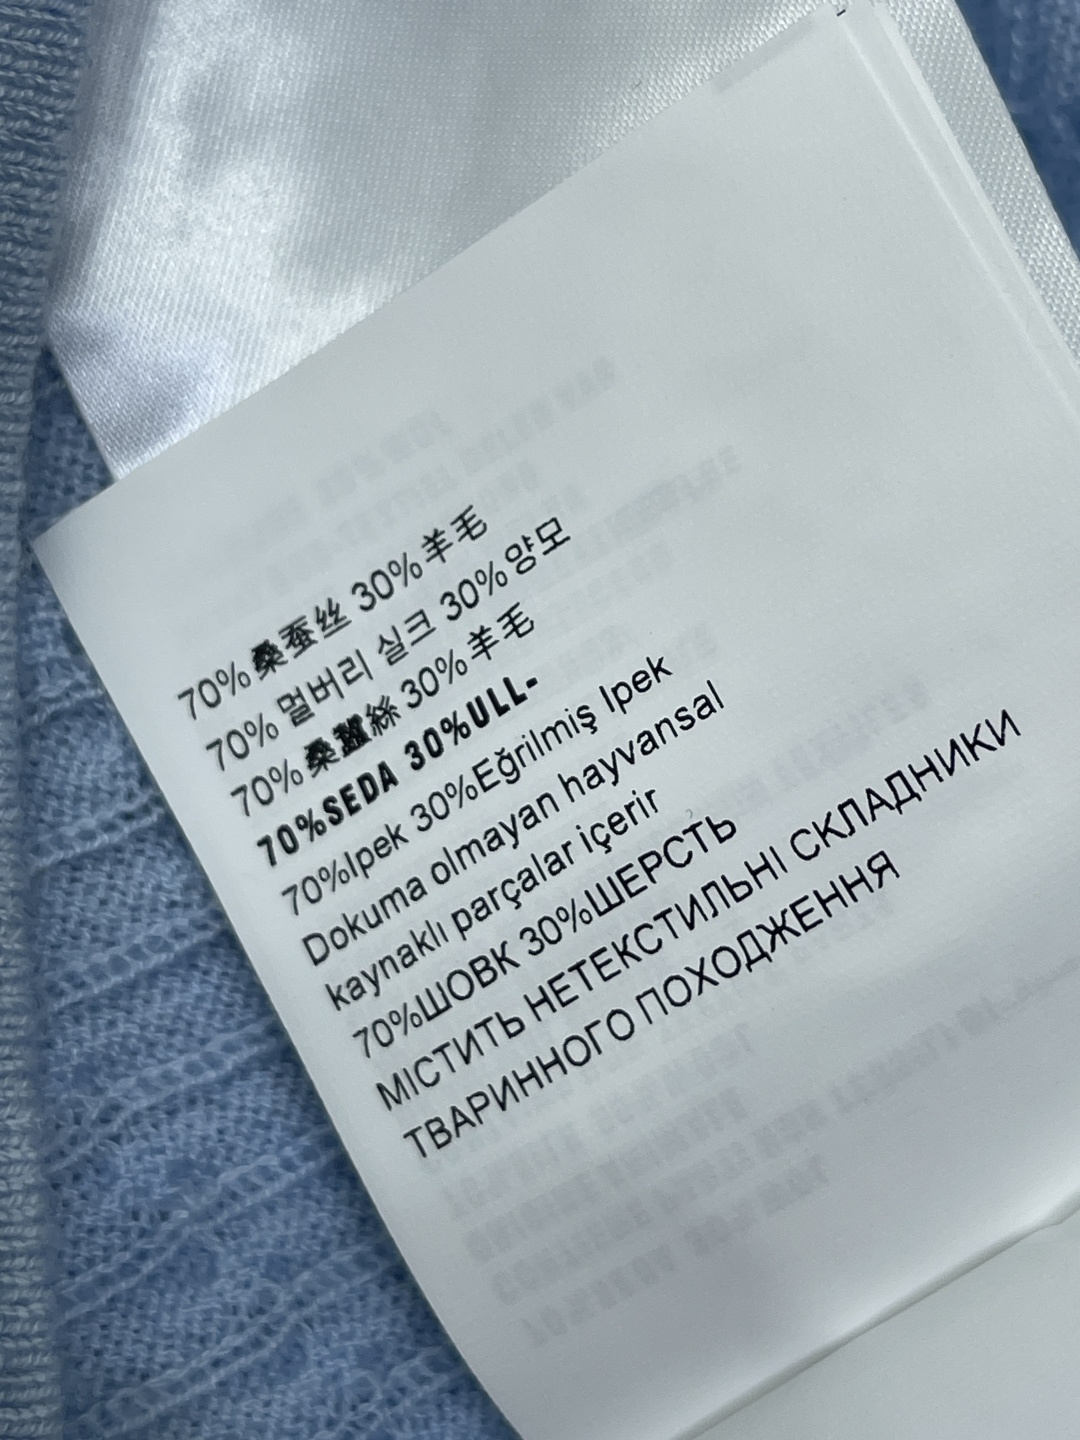 70%桑蚕丝 30%羊毛
70% 멀버리 실크 30%양모
70%桑蠶絲 30%羊毛
70%SEDA 30%ULL-
70%Ipek 30%Eğrilmiş Ipek
Dokuma olmayan hayvansal
kaynaklı parçalar içerir
70%ШОВК 30%ШЕРСТЬ
МІСТИТЬ НЕТЕКСТИЛЬНІ СКЛАДНИКИ
ТВАРИННОГО ПОХОДЖЕННЯ